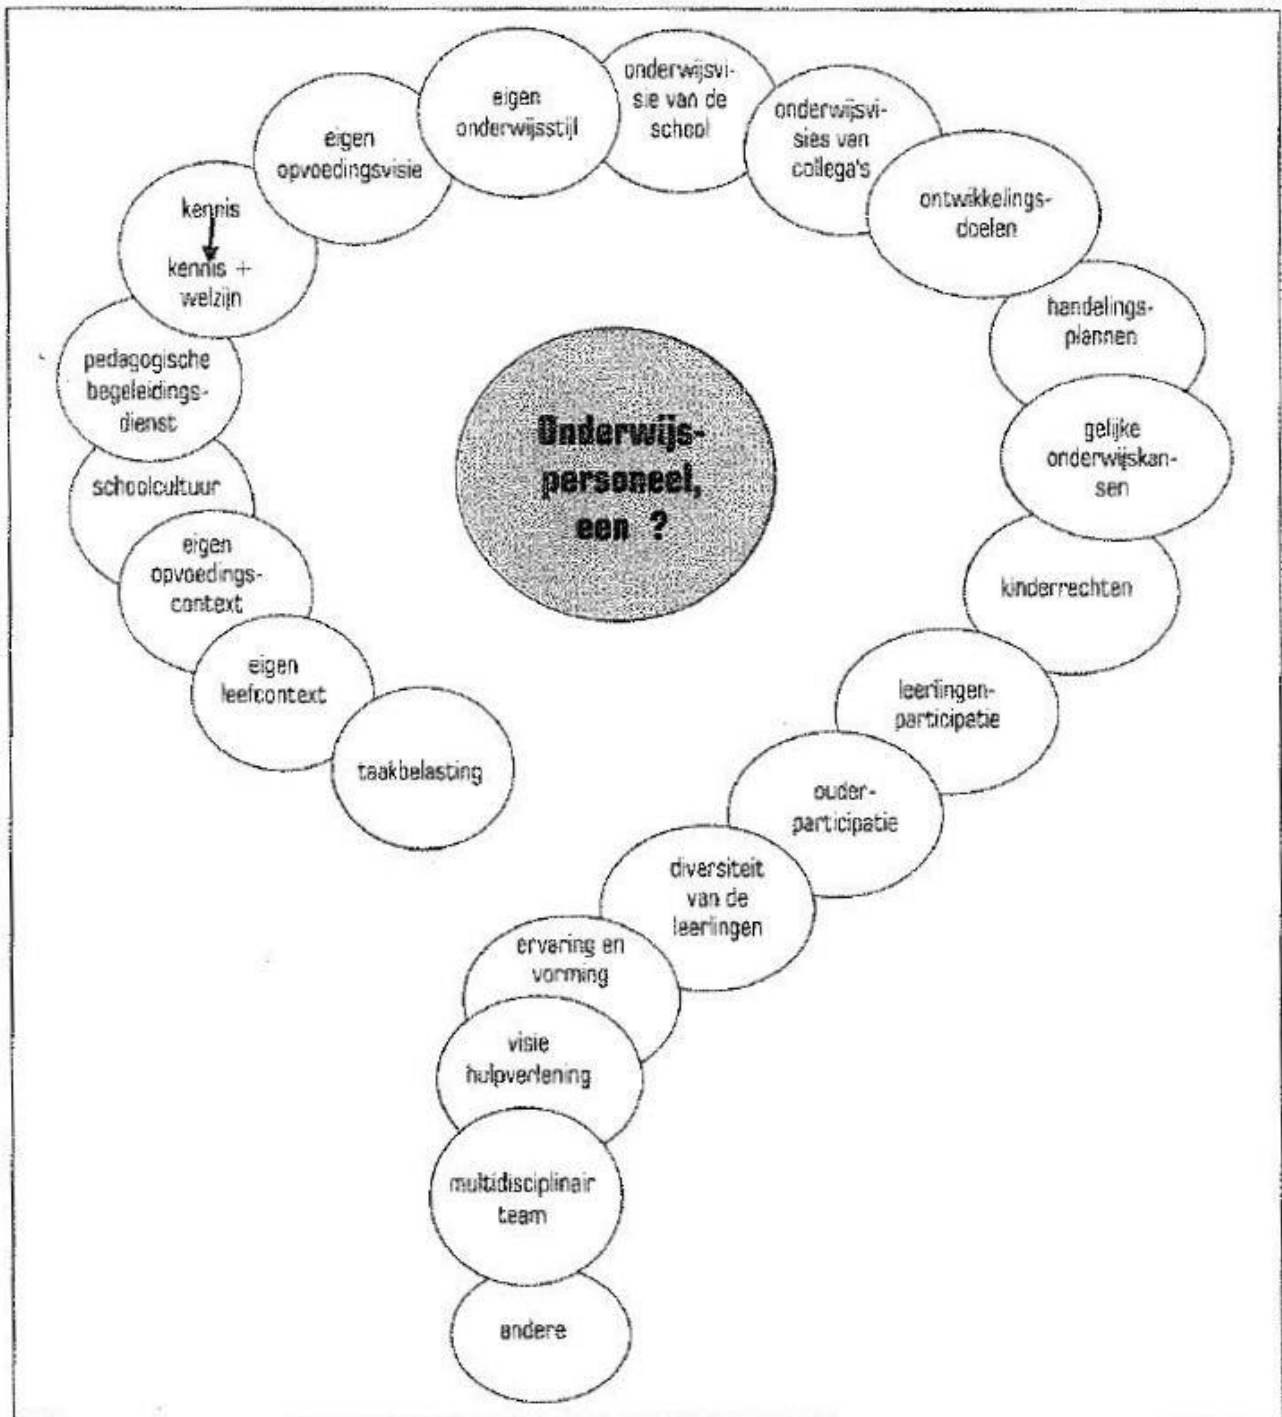 eigen
onderwijsstijl
onderwijsvi-
sie van de
school
onderwijsvi-
sies van
collega's
eigen
opvoedingsvisie
ontwikkelings-
doelen
kennis
kennis +
welzijn
handelings-
plannen
pedagogische
begeleidings-
dienst
Onderwijs-
personeel,
een ?
gelijke
onderwijskan-
sen
schoolcultuur
eigen
opvoedings-
context
kinderrechten
eigen
leefcontext
leerlingen-
participatie
taakbelasting
ouder-
participatie
diversiteit
van de
leerlingen
ervaring en
vorming
visie
hulpverlening
multidisciplinair
team
andere